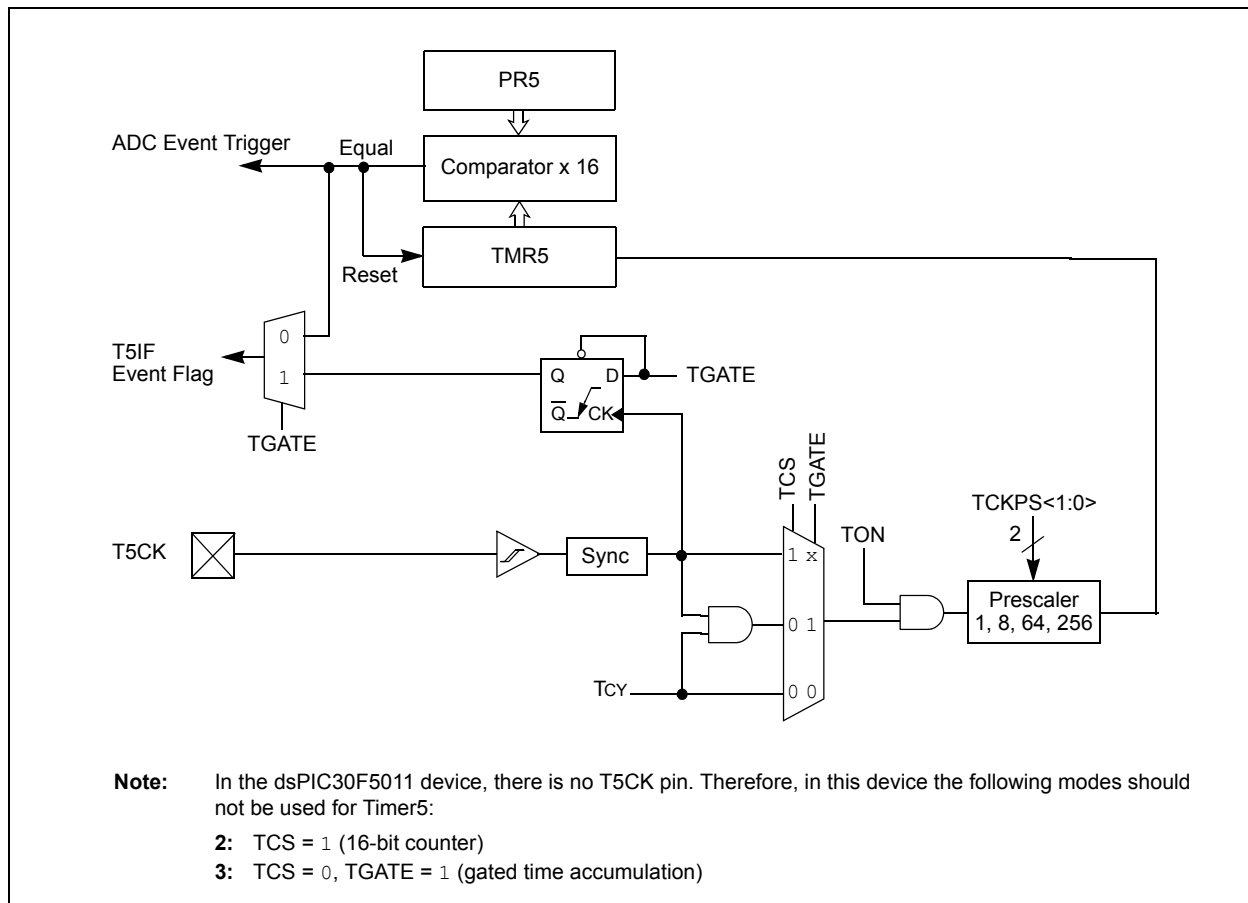 PR5
ADC Event Trigger
Equal
Comparator x 16
TMR5
Reset
0
1
T5IF
Event Flag
TGATE
Q D
Q CK
TGATE
TCS
TGATE
T5CK
Sync
1 x
0 1
0 0
TON
TCKPS<1:0>
2
Prescaler
1, 8, 64, 256
TCY
Note: In the dsPIC30F5011 device, there is no T5CK pin. Therefore, in this device the following modes should
not be used for Timer5:
2: TCS = 1 (16-bit counter)
3: TCS = 0, TGATE = 1 (gated time accumulation)